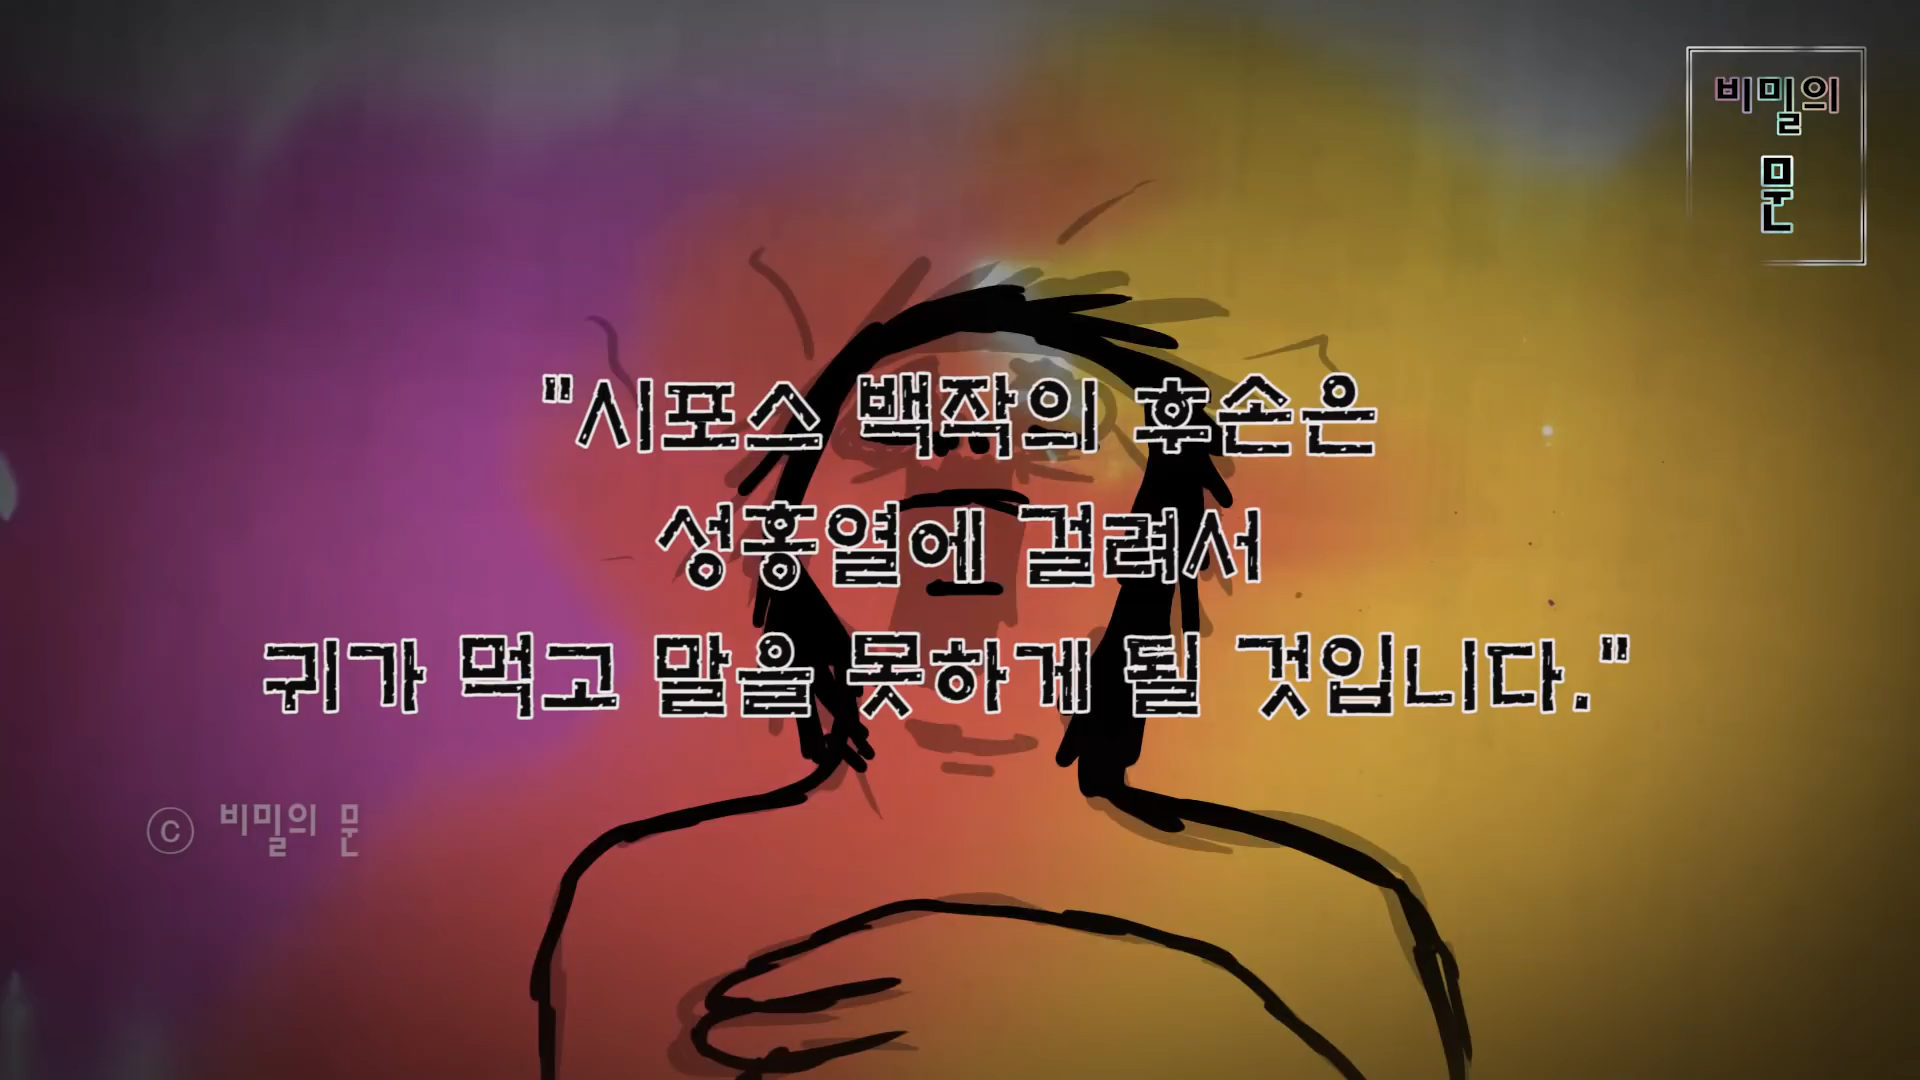 비밀의
문
"시포스 백작의 후손은
성홍열에 걸려서
귀가 먹고 말을 못하게 될 것입니다."
ⓒ 비밀의 문